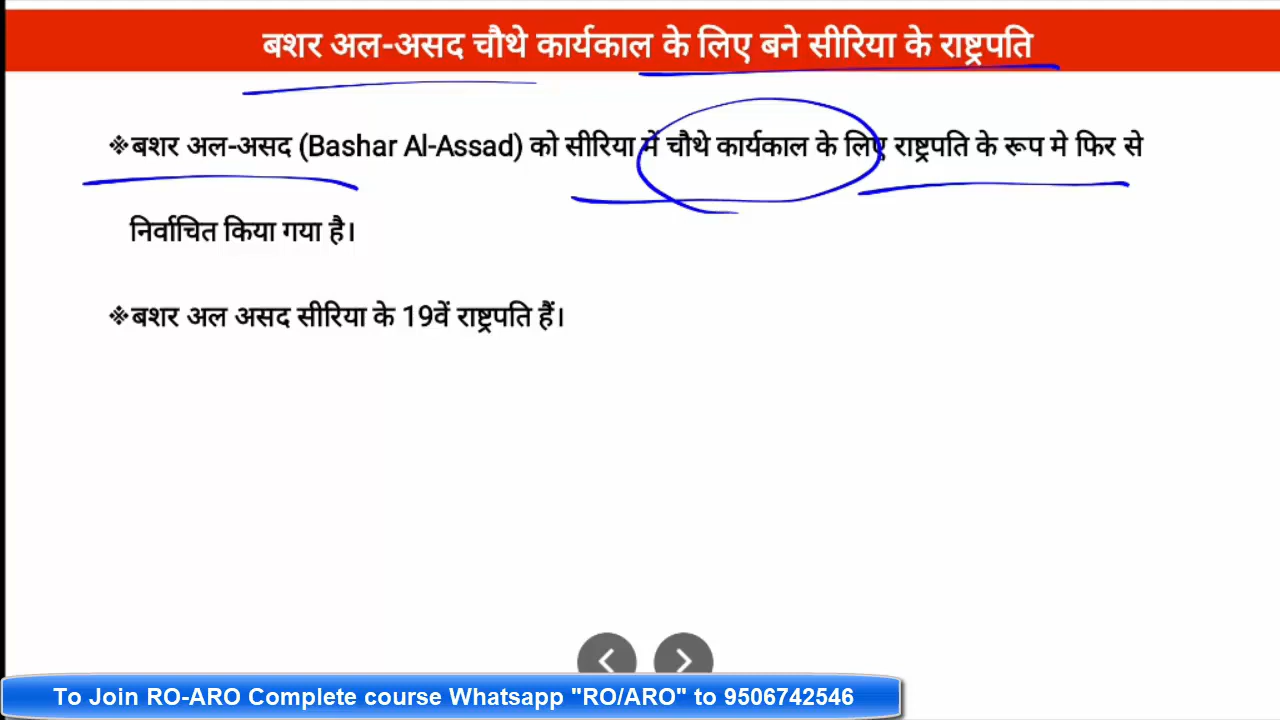 बशर अल-असद चौथे कार्यकाल के लिए बने सीरिया के राष्ट्रपति
❖बशर अल-असद (Bashar Al-Assad) को सीरिया में चौथे कार्यकाल के लिए राष्ट्रपति के रूप मे फिर से
निर्वाचित किया गया है।
❖बशर अल असद सीरिया के 19वें राष्ट्रपति हैं।
To Join RO-ARO Complete course Whatsapp "RO/ARO" to 9506742546